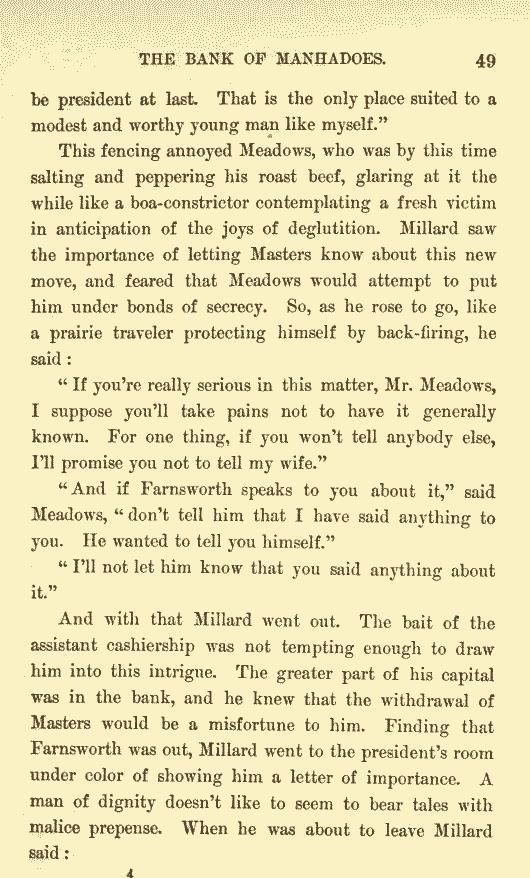 THE BANK OF MANHADOES. 49
be president at last. That is the only place suited to a
modest and worthy young man like myself.”
This fencing annoyed Meadows, who was by this time
salting and peppering his roast beef, glaring at it the
while like a boa-constrictor contemplating a fresh victim
in anticipation of the joys of deglutition. Millard saw
the importance of letting Masters know about this new
move, and feared that Meadows would attempt to put
him under bonds of secrecy. So, as he rose to go, like
a prairie traveler protecting himself by back-firing, he
said :
“ If you’re really serious in this matter, Mr. Meadows,
I suppose you’ll take pains not to have it generally
known. For one thing, if you won’t tell anybody else,
I’ll promise you not to tell my wife.”
“And if Farnsworth speaks to you about it,” said
Meadows, “ don’t tell him that I have said anything to
you. He wanted to tell you himself.”
“ I’ll not let him know that you said anything about
it.”
And with that Millard went out. The bait of the
assistant cashiership was not tempting enough to draw
him into this intrigue. The greater part of his capital
was in the bank, and he knew that the withdrawal of
Masters would be a misfortune to him. Finding that
Farnsworth was out, Millard went to the president’s room
under color of showing him a letter of importance. A
man of dignity doesn’t like to seem to bear tales with
malice prepense. When he was about to leave Millard
said :
4